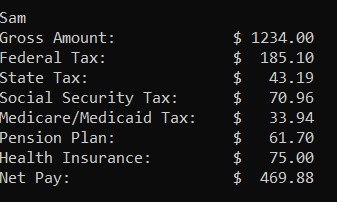 Sam
Gross Amount:              $ 1234.00
Federal Tax:               $  185.10
State Tax:                 $   43.19
Social Security Tax:       $   70.96
Medicare/Medicaid Tax:     $   33.94
Pension Plan:              $   61.70
Health Insurance:          $   75.00
Net Pay:                   $  469.88